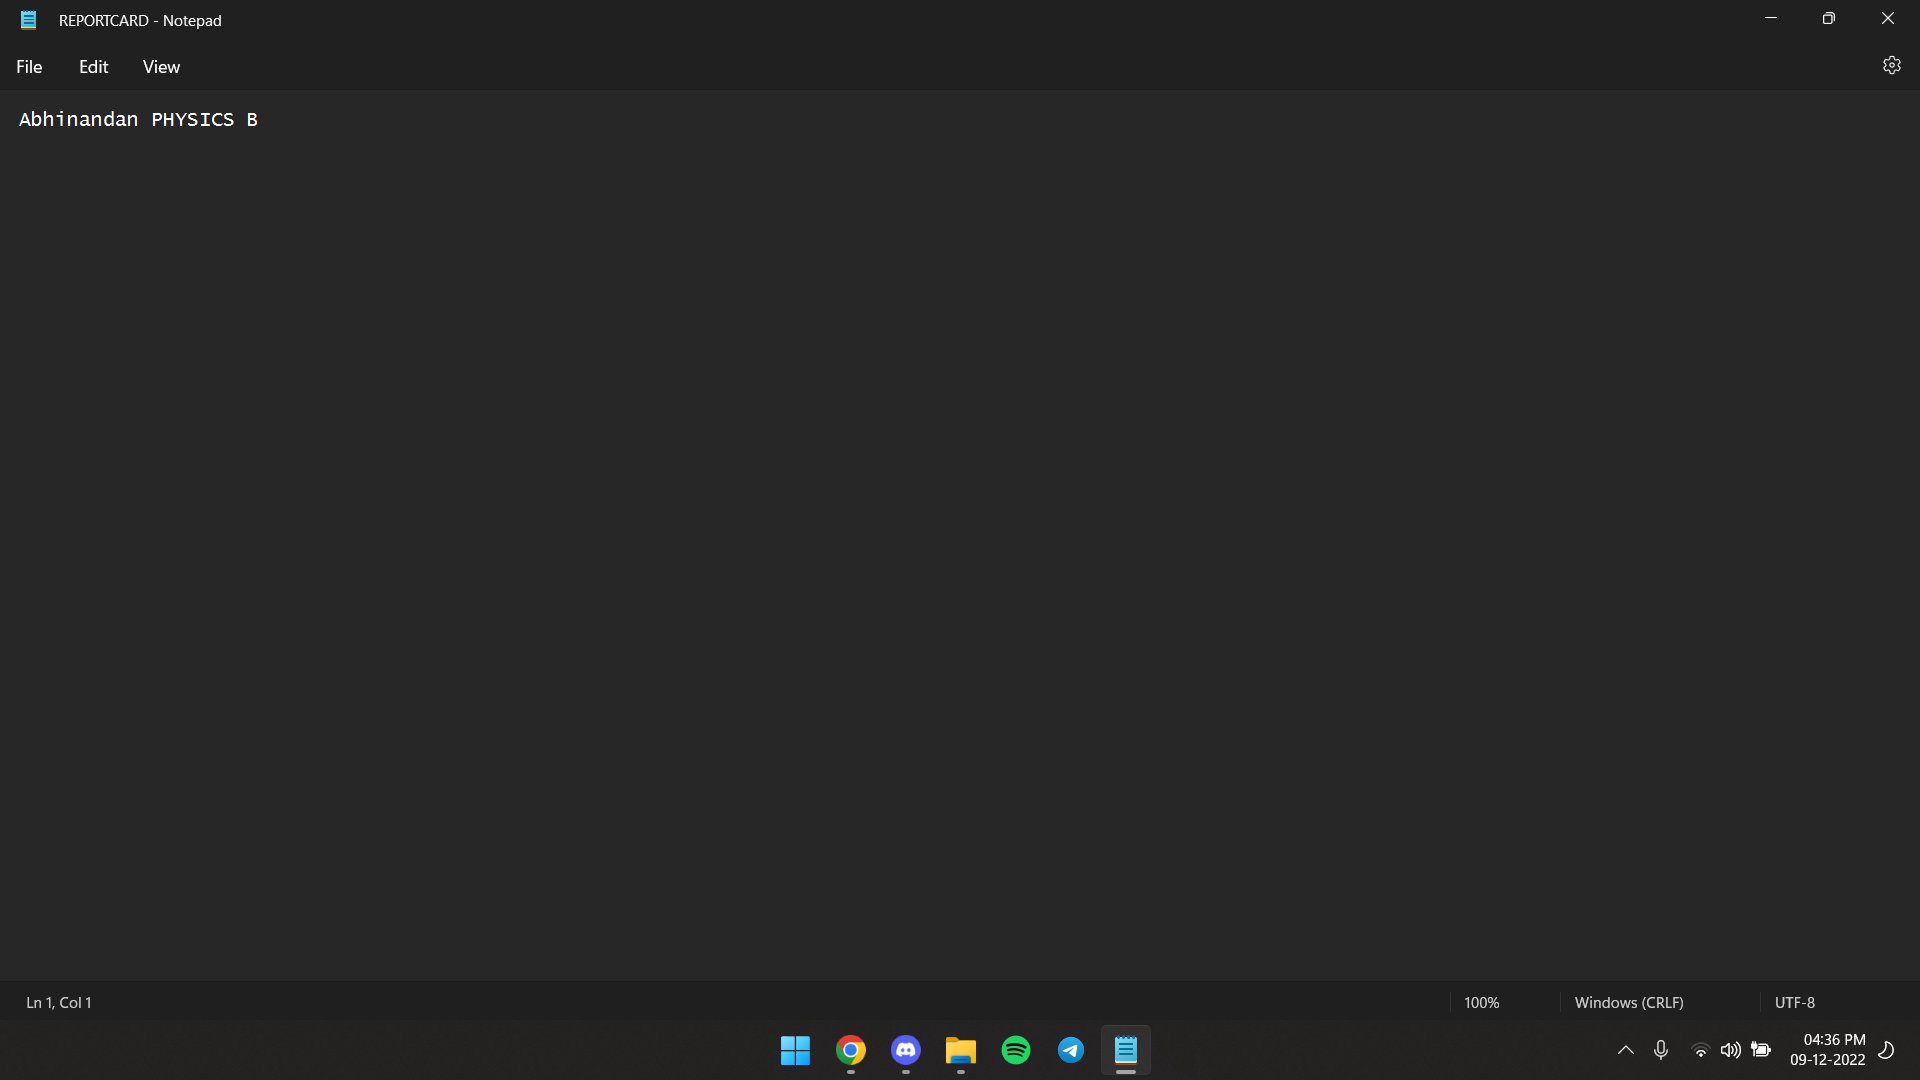 REPORTCARD - Notepad
File Edit View
Abhinandan PHYSICS B
Ln 1, Col 1 100% Windows (CRLF) UTF-8
04:36 PM
09-12-2022